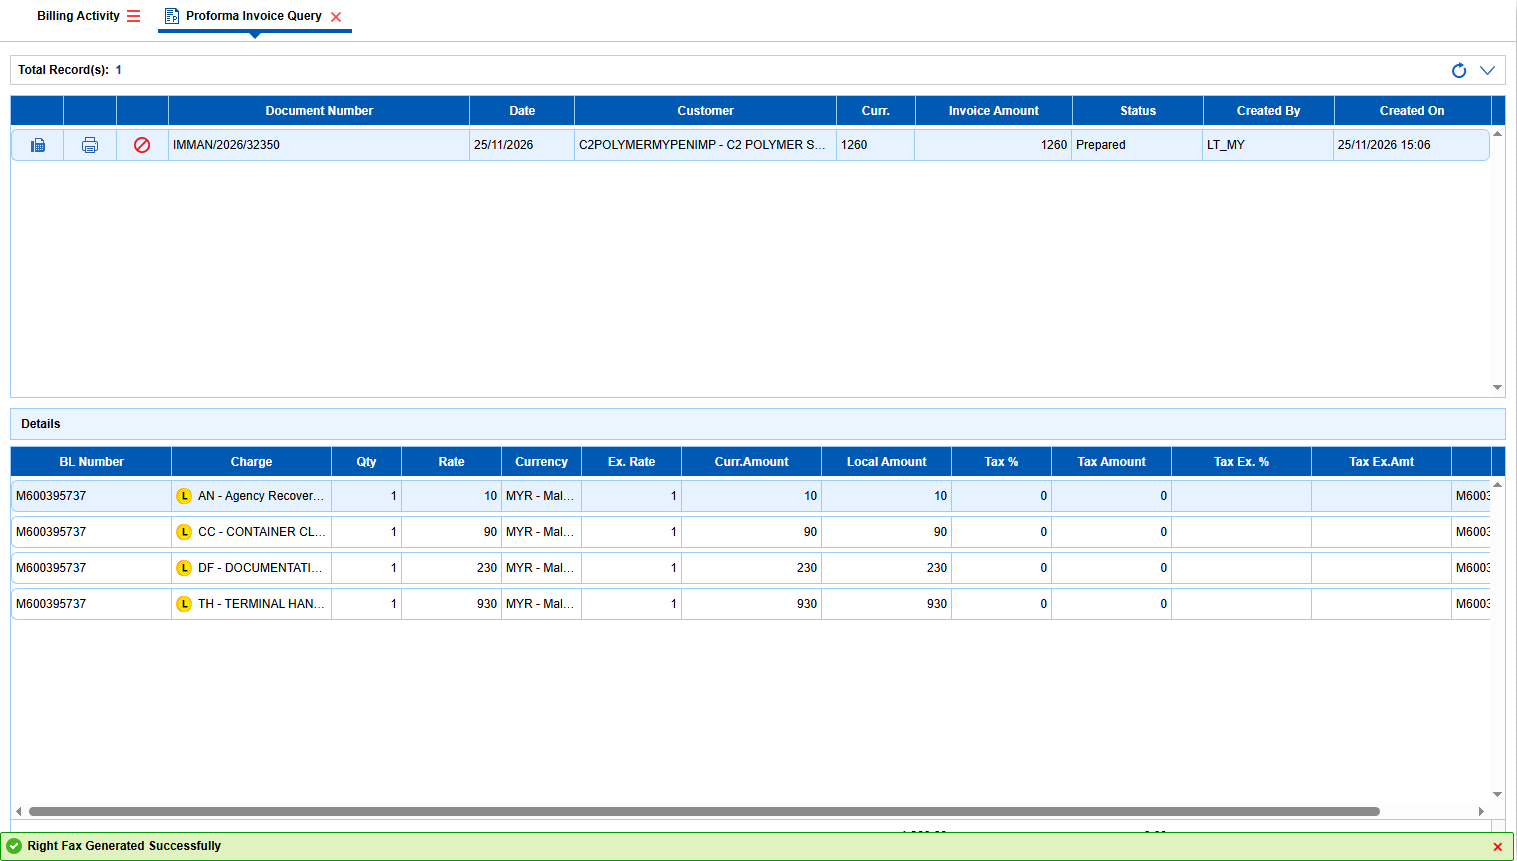 Billing Activity Proforma Invoice Query
Total Record(s): 1
Document Number Date Customer Curr. Invoice Amount Status Created By Created On
IMMAN/2026/32350 25/11/2026 C2POLYMERMYPENIMP - C2 POLYMER S... 1260 1260 Prepared LT_MY 25/11/2026 15:06
Details
BL Number Charge Qty Rate Currency Ex. Rate Curr.Amount Local Amount Tax % Tax Amount Tax Ex. % Tax Ex.Amt
M600395737 L AN - Agency Recover... 1 10 MYR - Mal... 1 10 10 0 0 M6003
M600395737 L CC - CONTAINER CL... 1 90 MYR - Mal... 1 90 90 0 0 M6003
M600395737 L DF - DOCUMENTATI... 1 230 MYR - Mal... 1 230 230 0 0 M6003
M600395737 L TH - TERMINAL HAN... 1 930 MYR - Mal... 1 930 930 0 0 M6003
Right Fax Generated Successfully